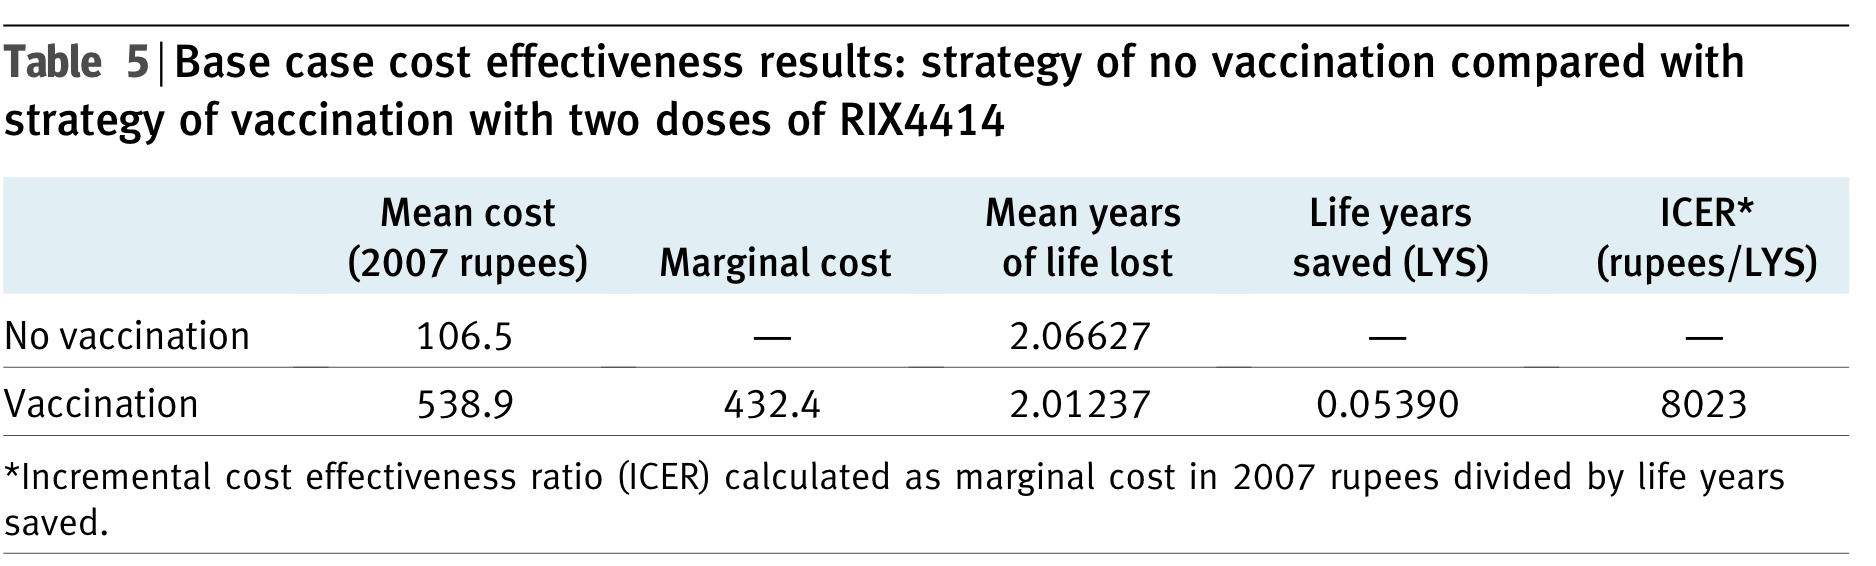 Table 5|Base case cost effectiveness results: strategy of no vaccination compared with
strategy of vaccination with two doses of RIX4414
Mean cost (2007 rupees) Marginal cost Mean years of life lost Life years saved (LYS) ICER* (rupees/LYS)
No vaccination 106.5 — 2.06627 — —
Vaccination 538.9 432.4 2.01237 0.05390 8023
*Incremental cost effectiveness ratio (ICER) calculated as marginal cost in 2007 rupees divided by life years
saved.